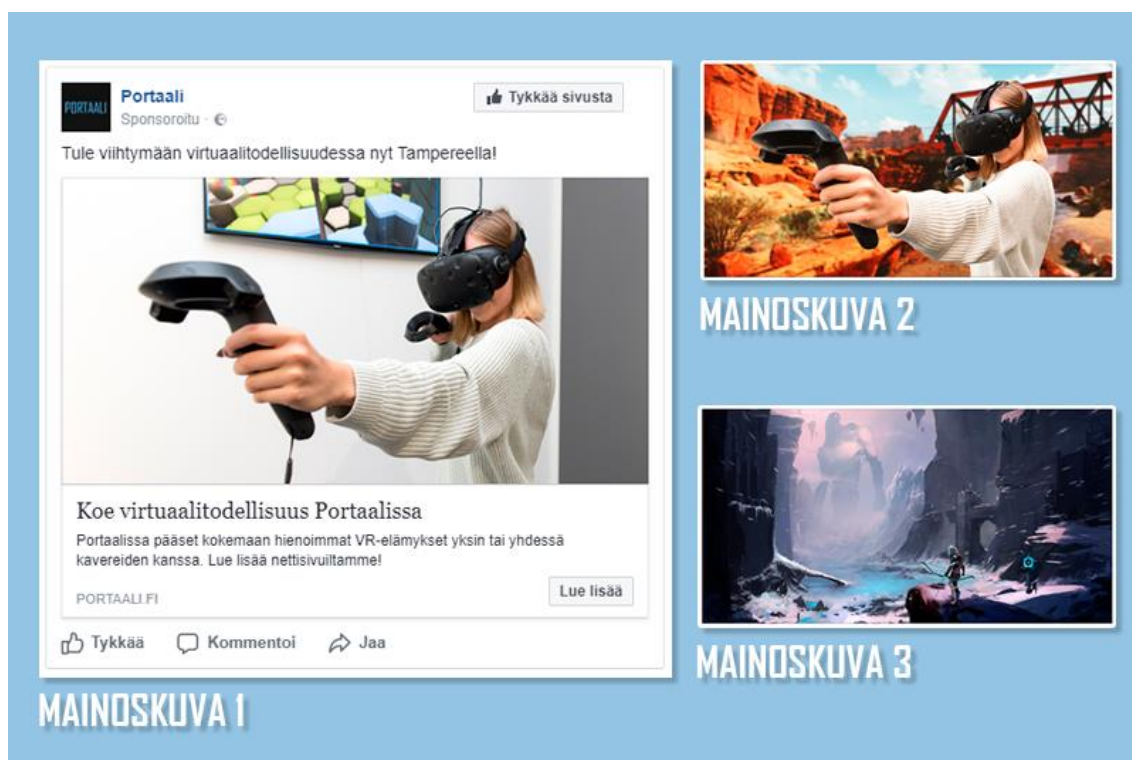 PORTAALI
Portaali
Tykkää sivusta
Sponsoroitu ·
Tule viihtymään virtuaalitodellisuudessa nyt Tampereella!
Koe virtuaalitodellisuus Portaalissa
Portaalissa pääset kokemaan hienoimmat VR-elämykset yksin tai yhdessä
kavereiden kanssa. Lue lisää nettisivuiltamme!
PORTAALI.FI
Lue lisää
Tykkää
Kommentoi
Jaa
MAINOSKUVA 1
MAINOSKUVA 2
MAINOSKUVA 3